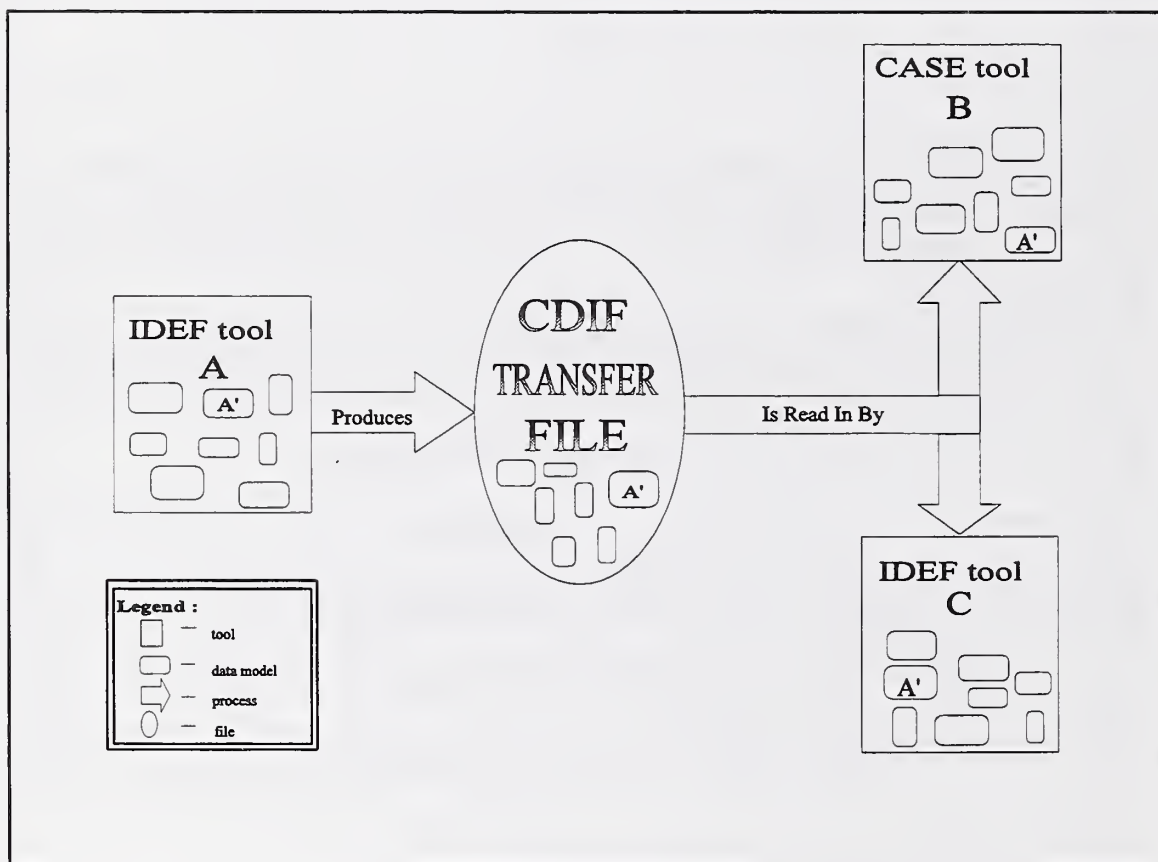 CASE tool
B
A'
IDEF tool
A
A'
Produces
CDIF
TRANSFER
FILE
A'
Is Read In By
IDEF tool
C
A'
Legend :
— tool
— data model
— process
— file